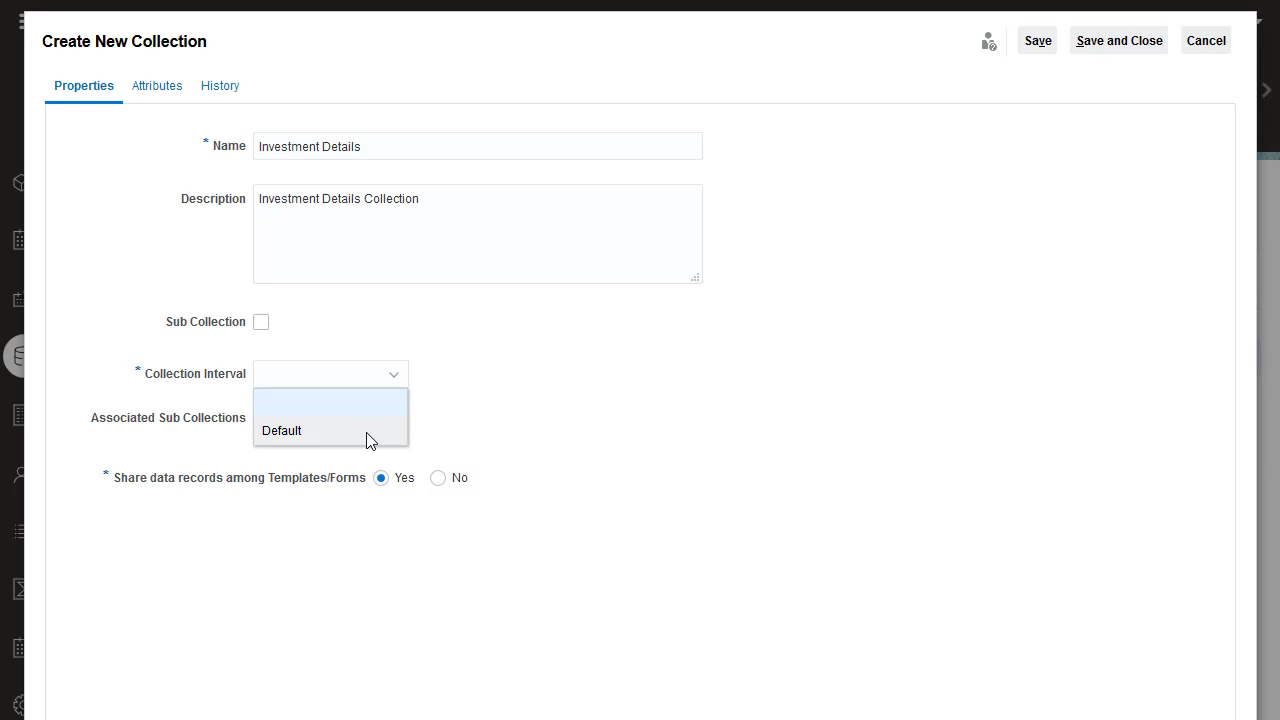 Create New Collection
Save
Save and Close
Cancel
Properties
Attributes
History
* Name
Investment Details
Description
Investment Details Collection
Sub Collection
* Collection Interval
Default
Associated Sub Collections
* Share data records among Templates/Forms
Yes
No